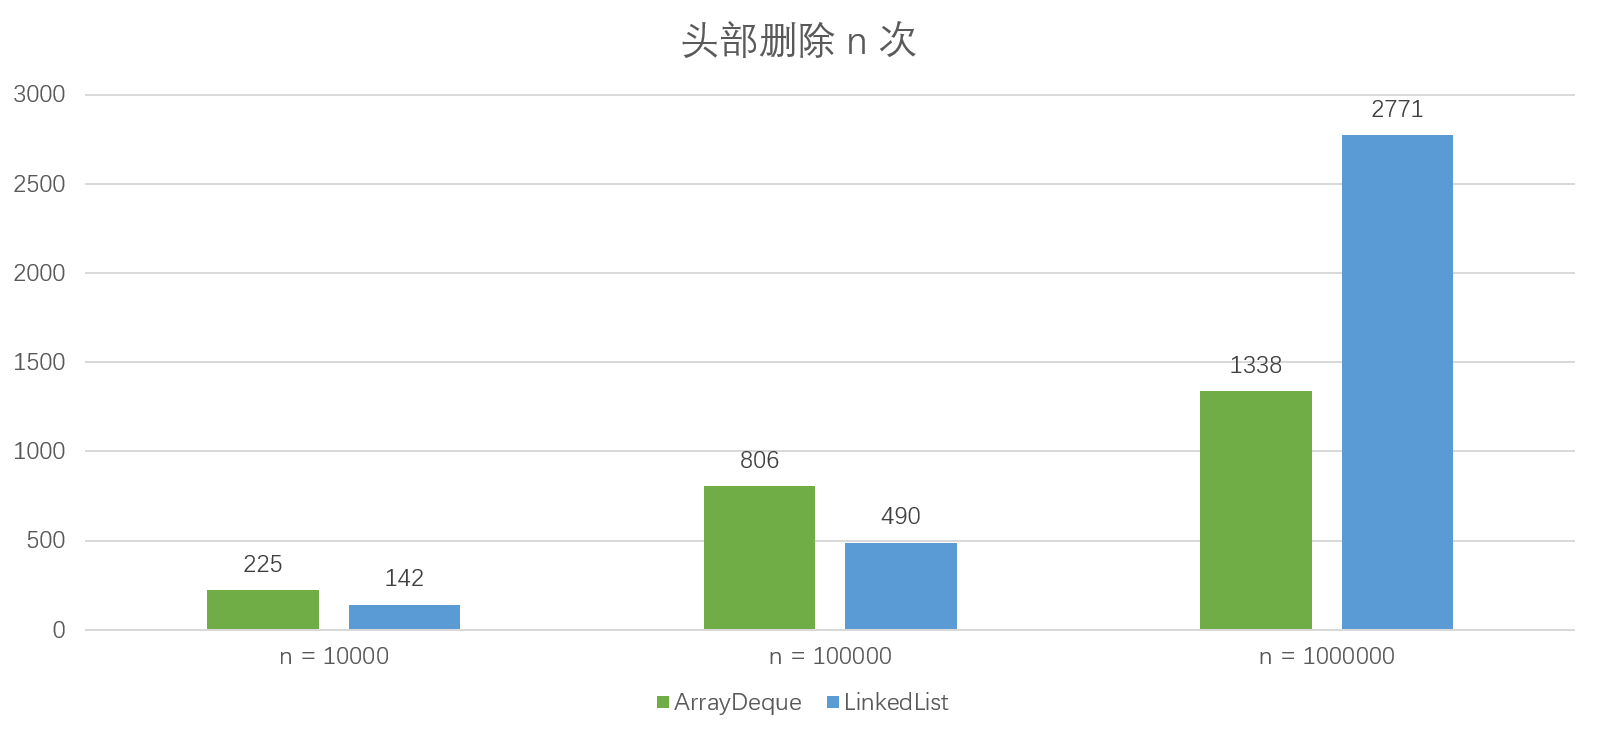 头部删除 n 次
3000
2500
2000
1500
1000
500
0
225
142
806
490
1338
2771
n = 10000
n = 100000
n = 1000000
ArrayDeque
LinkedList